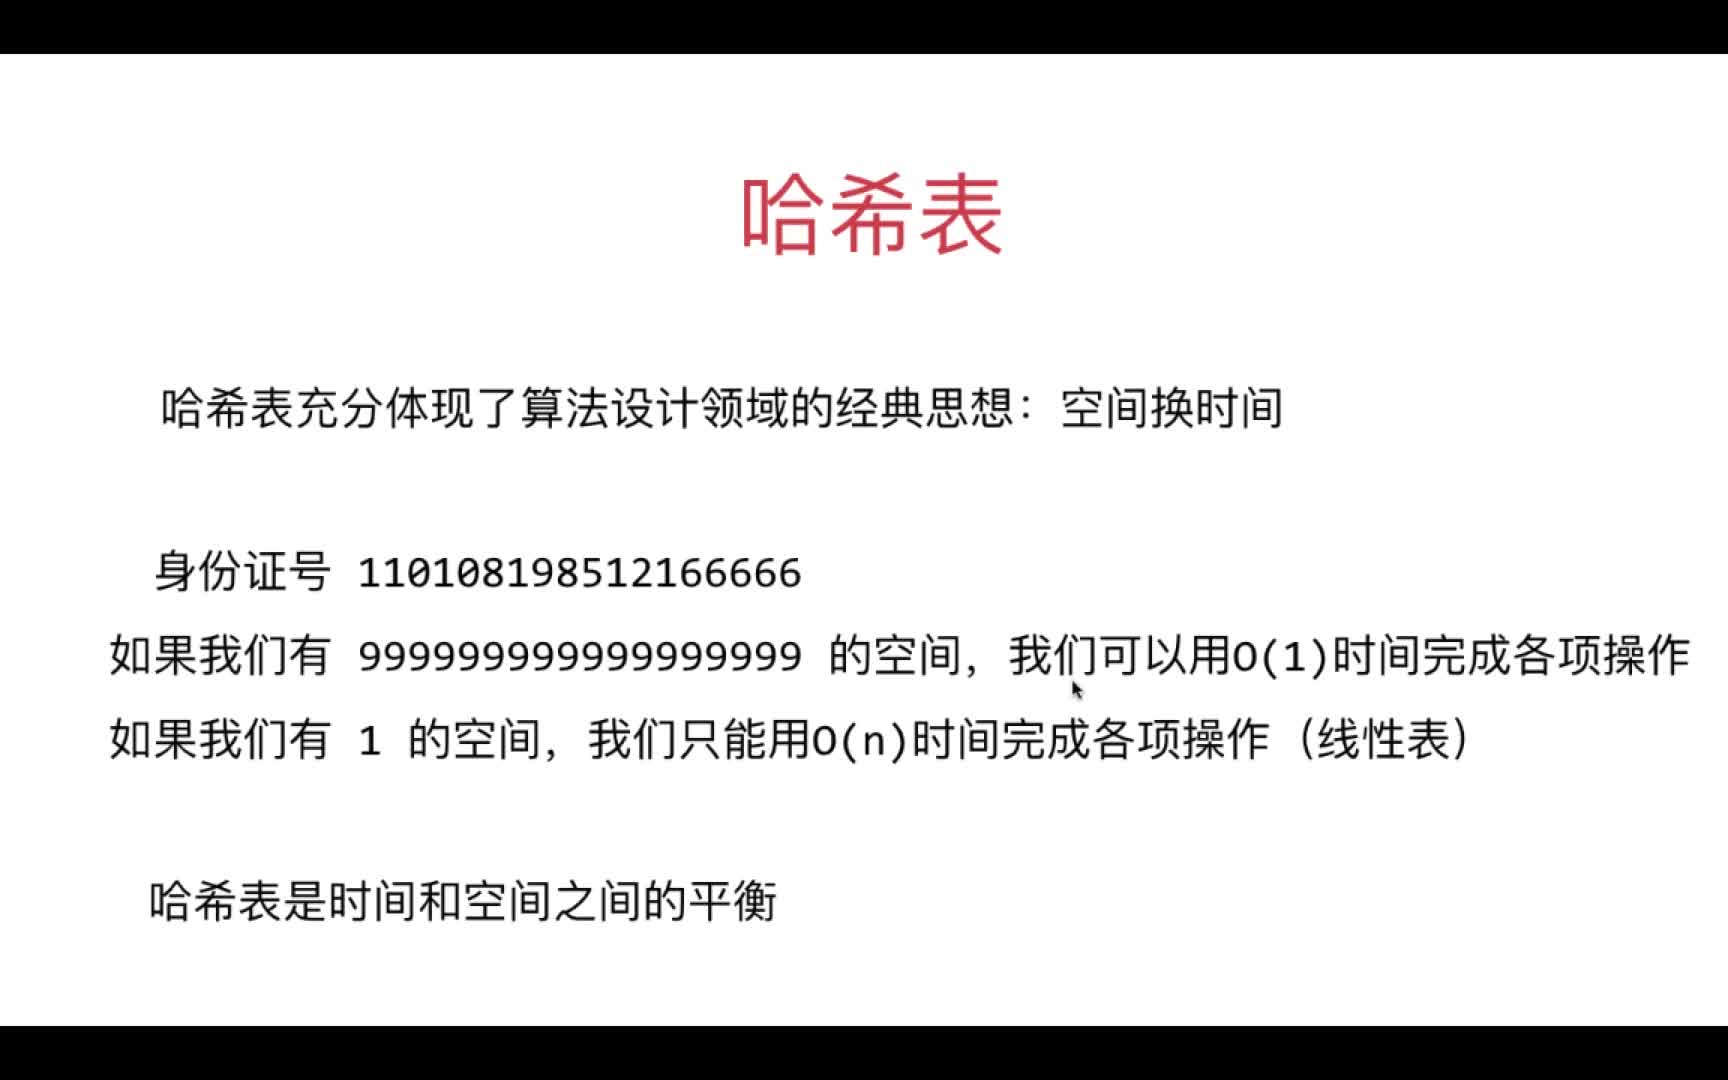 哈希表
哈希表充分体现了算法设计领域的经典思想：空间换时间
身份证号 110108198512166666
如果我们有 999999999999999999 的空间，我们可以用O(1)时间完成各项操作
如果我们有 1 的空间，我们只能用O(n)时间完成各项操作（线性表）
哈希表是时间和空间之间的平衡